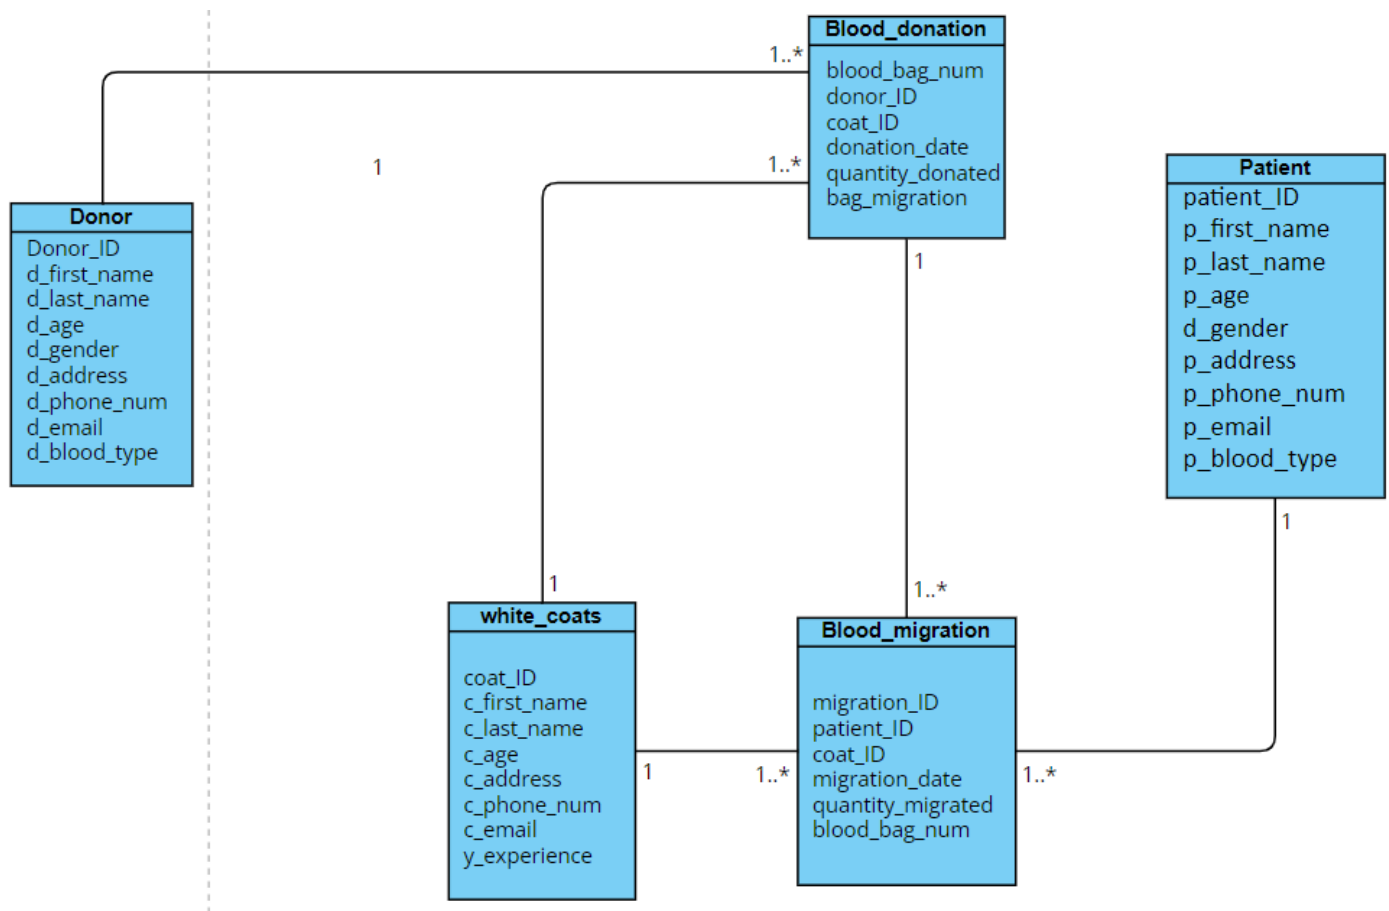 Blood_donation
1..*
blood_bag_num
donor_ID
coat_ID
donation_date
quantity_donated
bag_migration
1..*
1
1
Donor
Donor_ID
d_first_name
d_last_name
d_age
d_gender
d_address
d_phone_num
d_email
d_blood_type
Patient
patient_ID
p_first_name
p_last_name
p_age
d_gender
p_address
p_phone_num
p_email
p_blood_type
1
1
white_coats
coat_ID
c_first_name
c_last_name
c_age
c_address
c_phone_num
c_email
y_experience
1
1..*
1..*
Blood_migration
migration_ID
patient_ID
coat_ID
migration_date
quantity_migrated
blood_bag_num
1..*